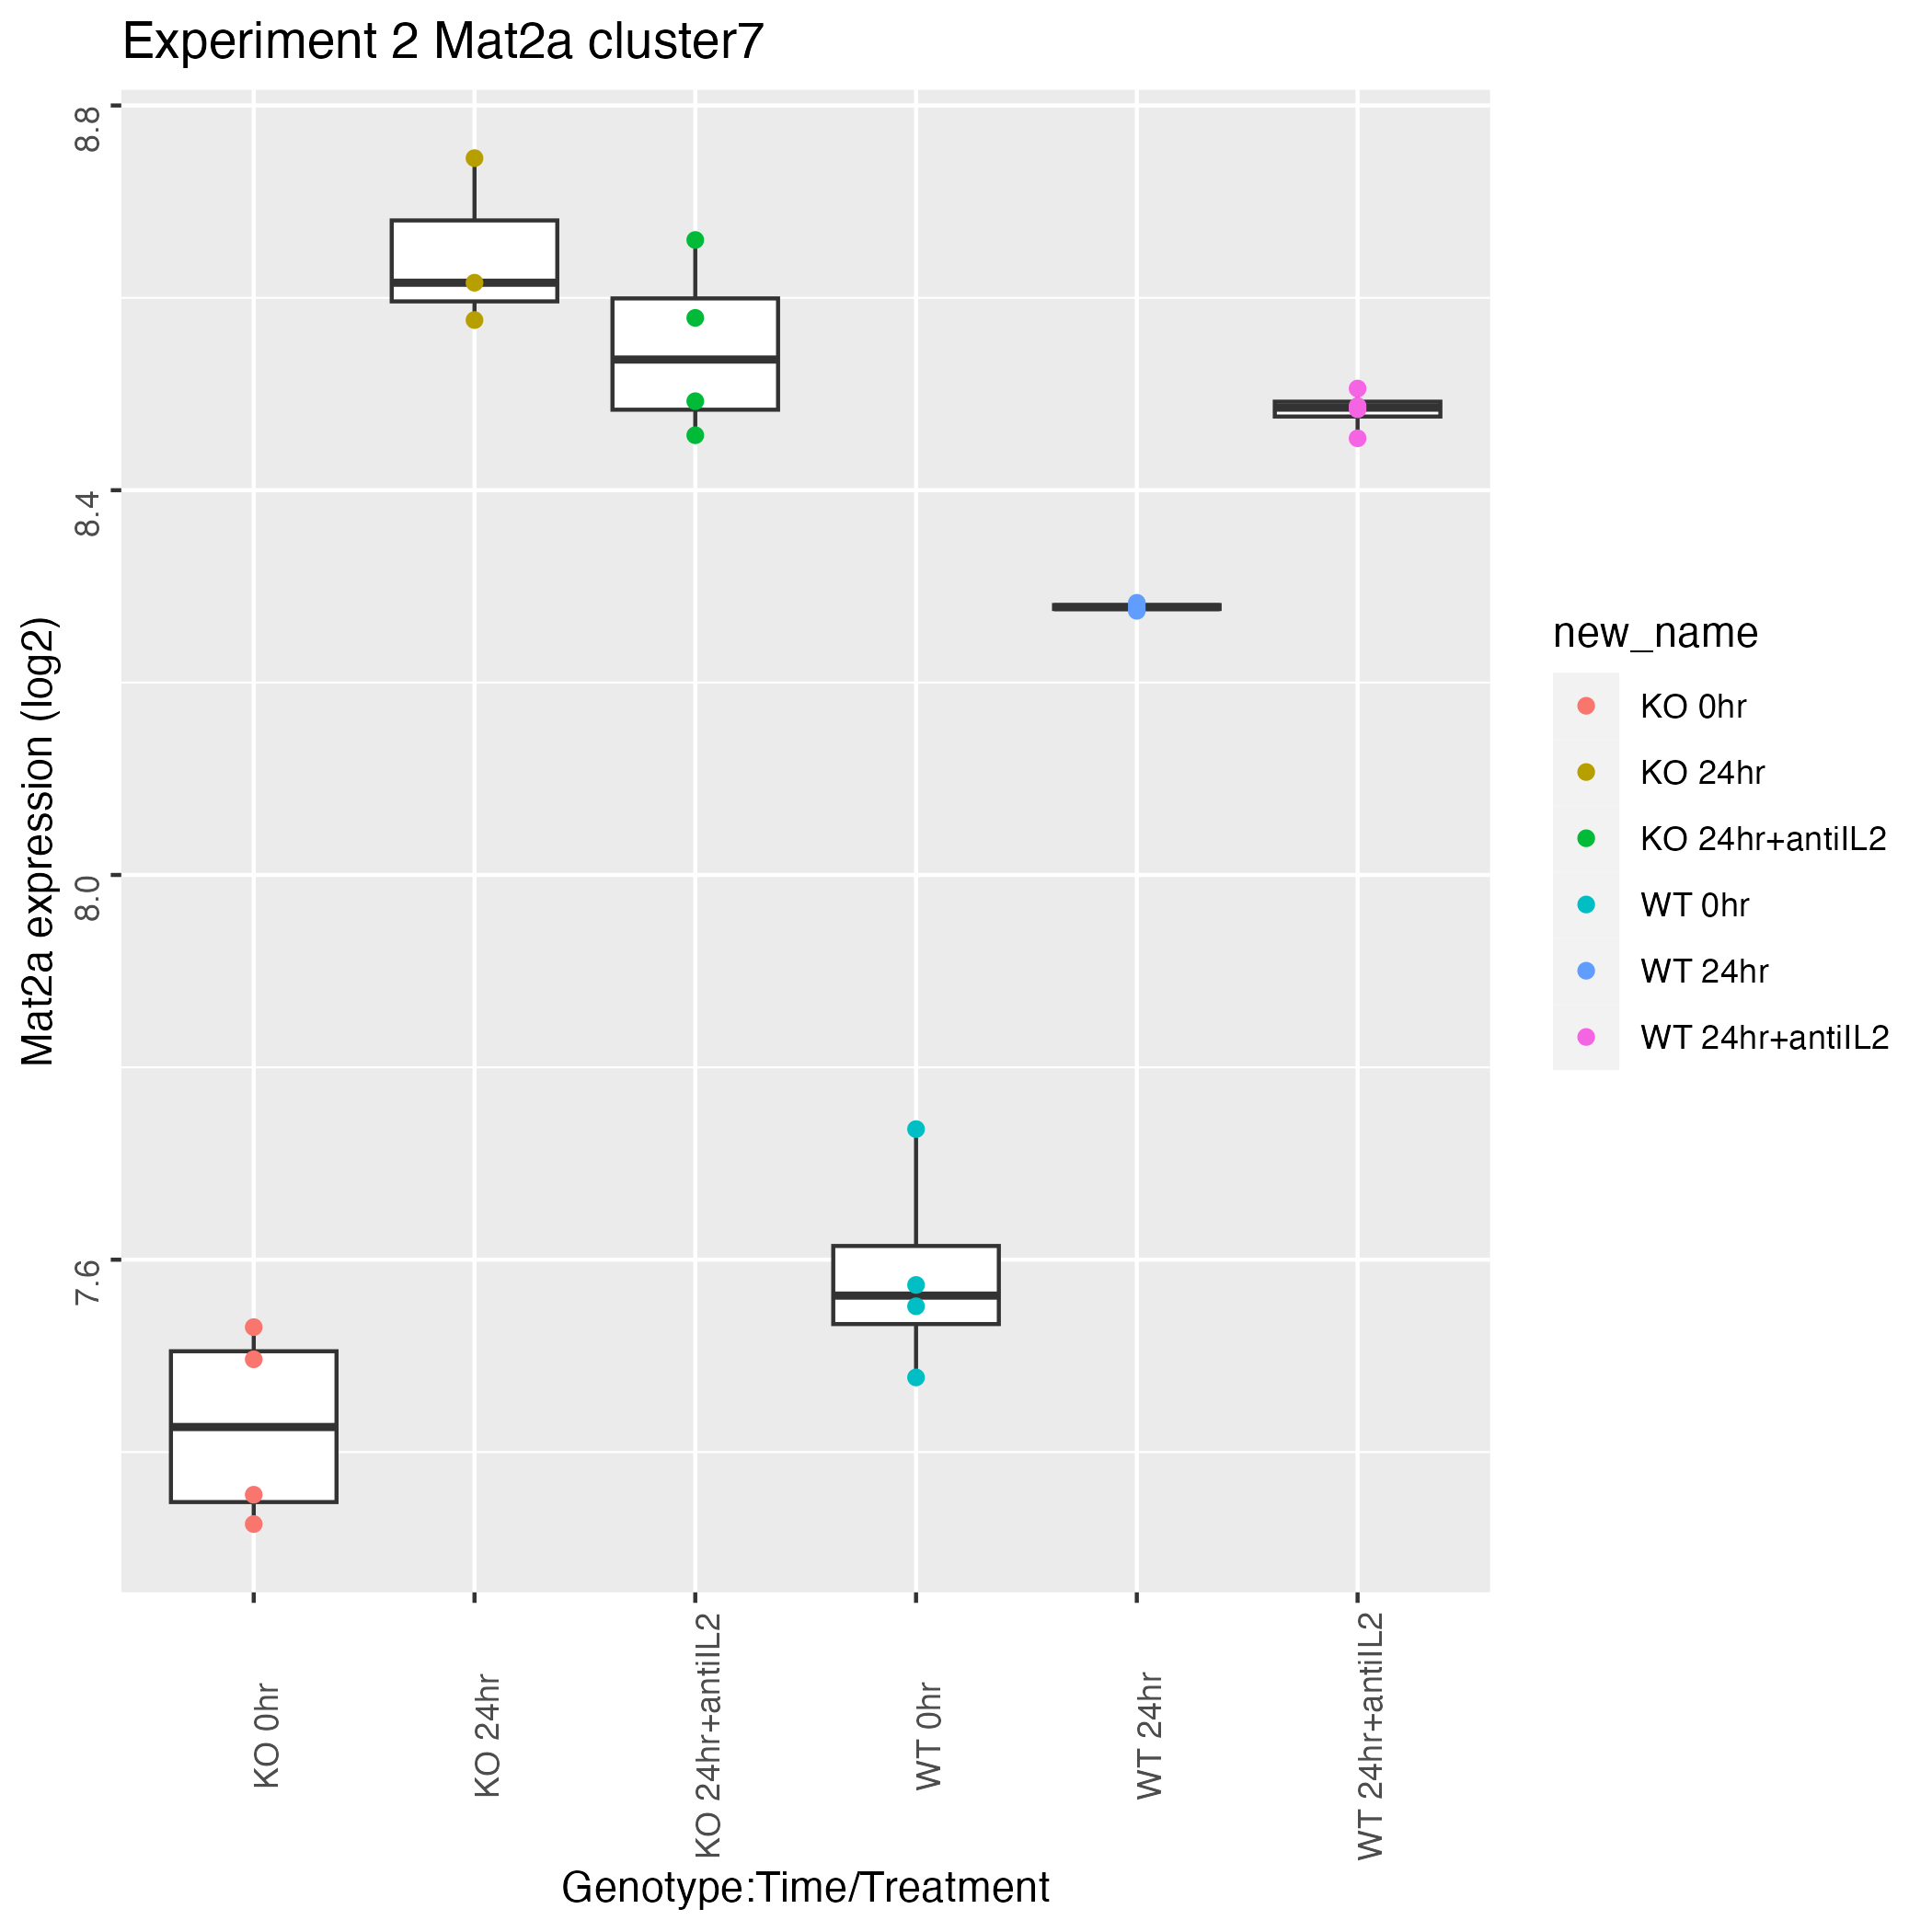 Experiment 2 Mat2a cluster7
Mat2a expression (log2)
8.8
8.4
8.0
7.6
KO 0hr
KO 24hr
KO 24hr+antiIL2
WT 0hr
WT 24hr
WT 24hr+antiIL2
Genotype:Time/Treatment
new_name
KO 0hr
KO 24hr
KO 24hr+antiIL2
WT 0hr
WT 24hr
WT 24hr+antiIL2